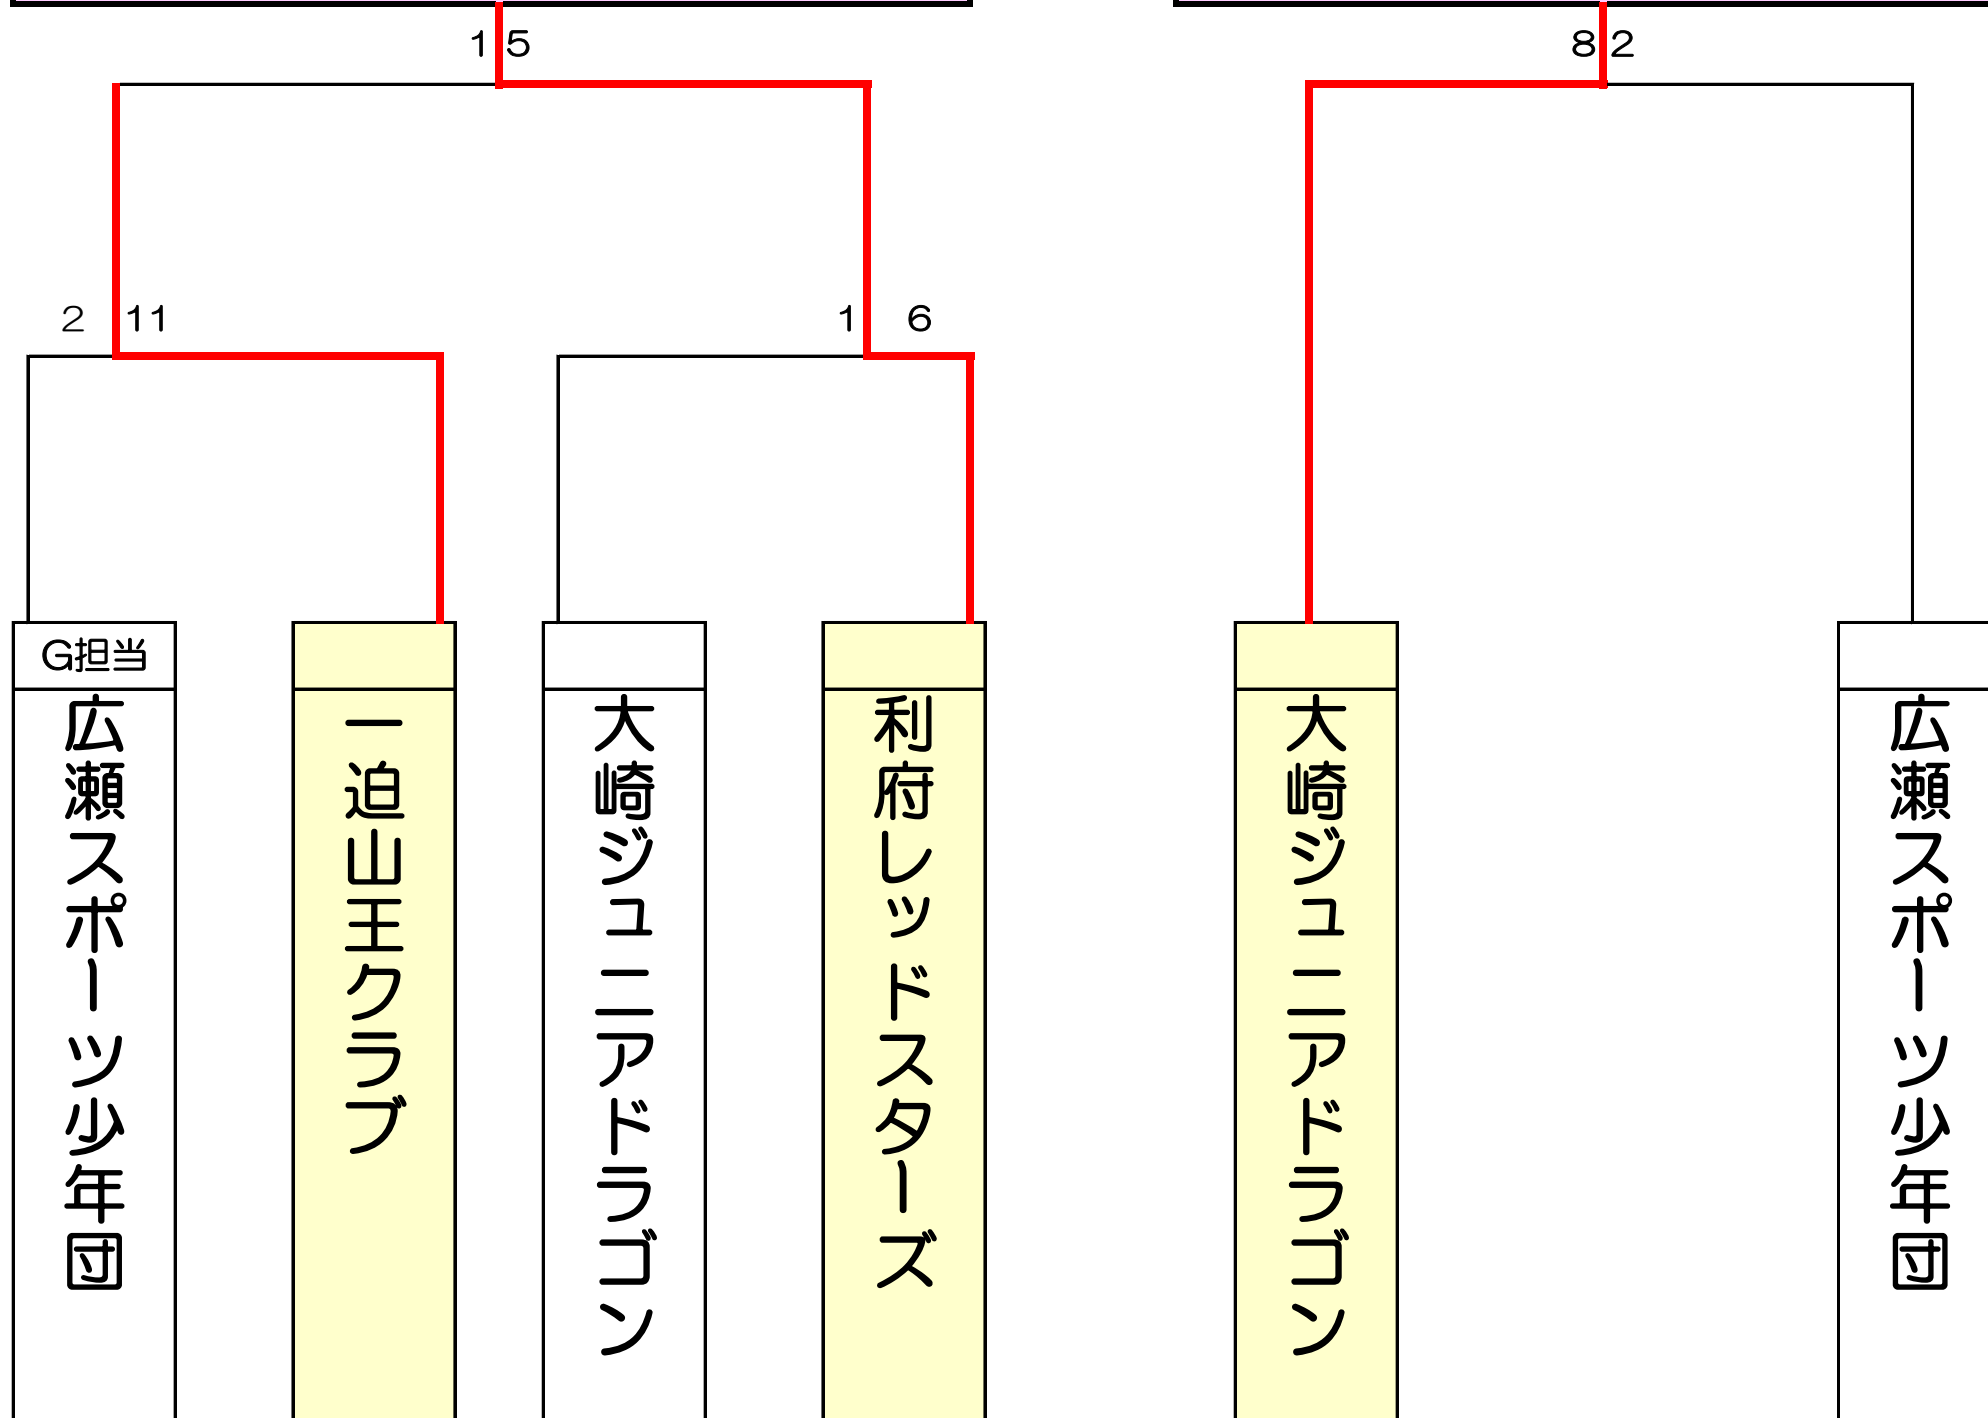 1 5
8 2
2 11
1 6
G担当
広瀬スポーツ少年団
一迫山王クラブ
大崎ジュニアドラゴン
利府レッドスターズ
大崎ジュニアドラゴン
広瀬スポーツ少年団